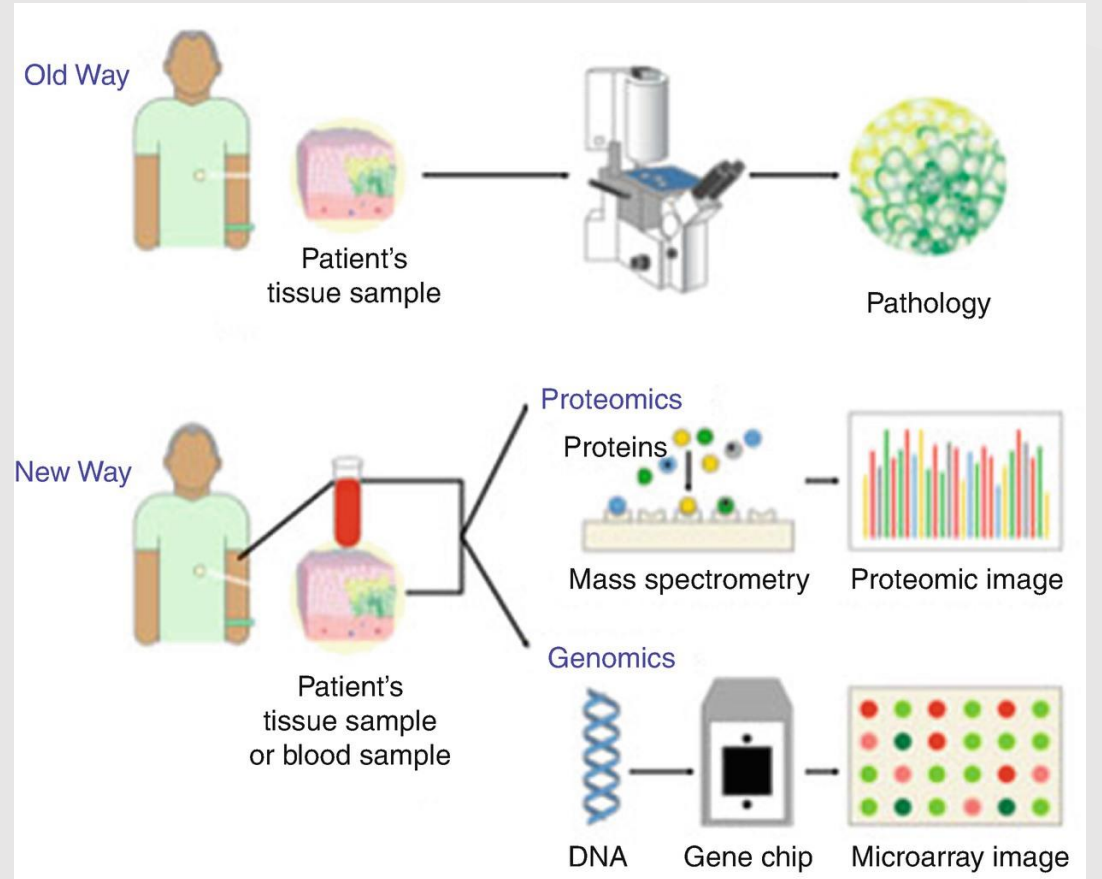 Old Way
Patient's
tissue sample
Pathology
New Way
Patient's
tissue sample
or blood sample
Proteomics
Proteins
Mass spectrometry
Proteomic image
Genomics
DNA
Gene chip
Microarray image